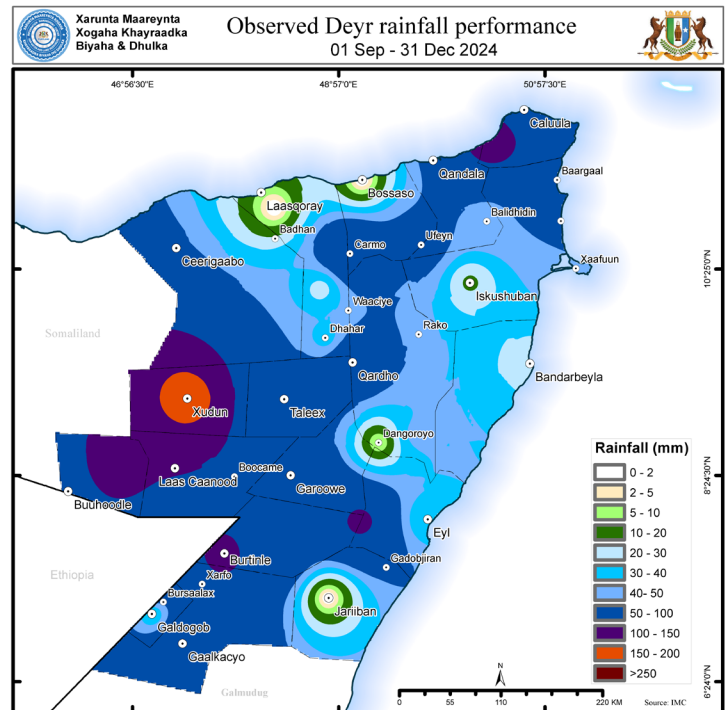 Xarunta Maareynta
Xogaha Khayraadka
Biyaha & Dhulka
Observed Deyr rainfall performance
01 Sep - 31 Dec 2024
46°56'30"E
48°57'0"E
50°57'30"E
Caluula
Qandala
Baargaal
Bossaso
Laasqoray
Badhan
Balidhidin
Ufeyn
Carmo
Ceerigaabo
Xaafuun
10°25'0"N
Iskushuban
Waaciye
Somaliland
Dhahar
Rako
Qardho
Bandarbeyla
Xudun
Taleex
Dangoroyo
Laas Caanood
Boocame
Garoowe
8°24'30"N
Buuhoodle
Eyl
Burtinle
Gadobjiran
Ethiopia
Xarfo
Bursaalax
Jariiban
Galdogob
Gaalkacyo
Galmudug
6°24'0"N
Rainfall (mm)
0 - 2
2 - 5
5 - 10
10 - 20
20 - 30
30 - 40
40 - 50
50 - 100
100 - 150
150 - 200
>250
N
0 55 110 220 KM
Source: IMC